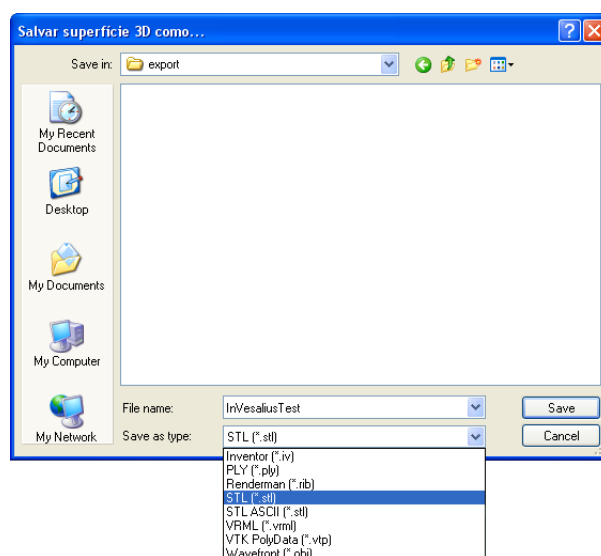 Salvar superfície 3D como...
Save in:
export
My Recent
Documents
Desktop
My Documents
My Computer
My Network
File name:
InVesaliusTest
Save
Save as type:
STL (*.stl)
Cancel
Inventor (*.iv)
PLY (*.ply)
Renderman (*.rib)
STL (*.stl)
STL ASCII (*.stl)
VRML (*.vrml)
VTK PolyData (*.vtp)
Wavefront (*.obj)